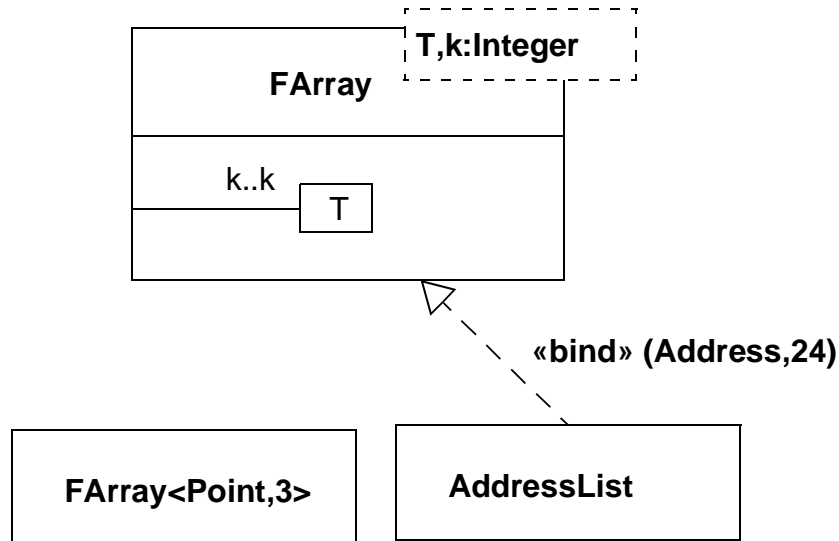 T,k:Integer
FArray
k..k
T
«bind» (Address,24)
FArray<Point,3>
AddressList